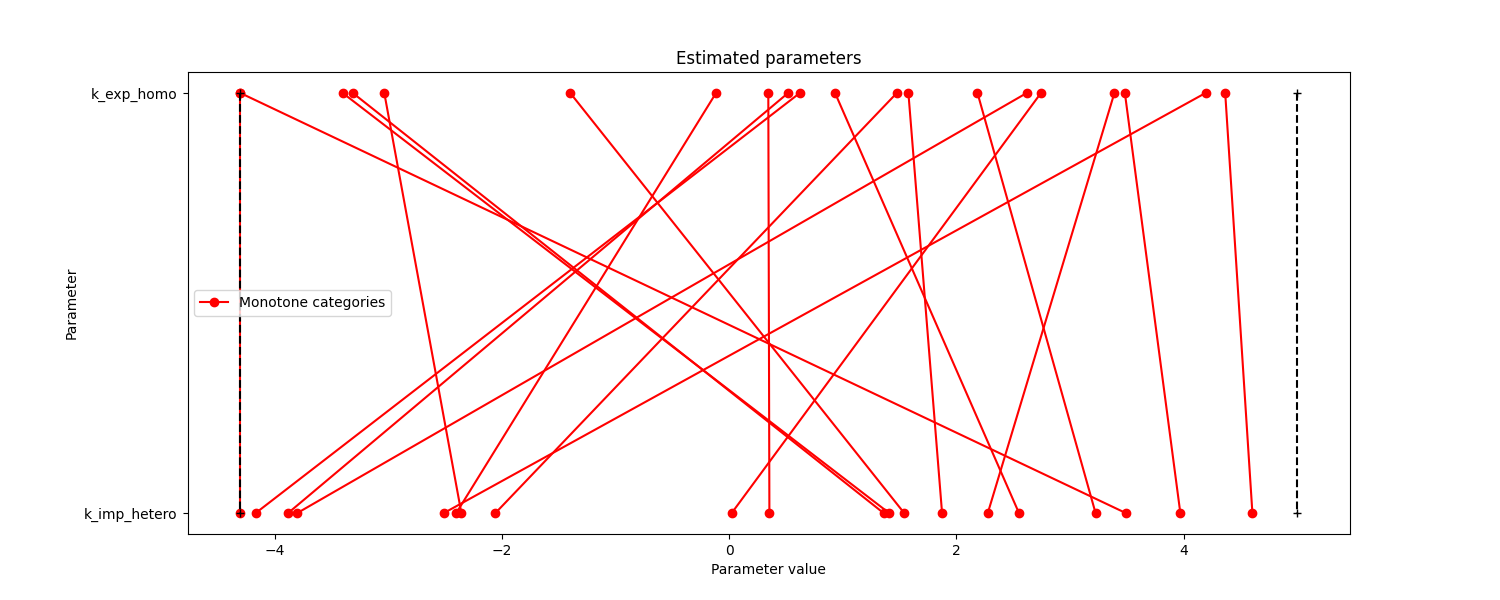 Estimated parameters
k_exp_homo
Parameter
Monotone categories
k_imp_hetero
−4
−2
0
2
4
Parameter value